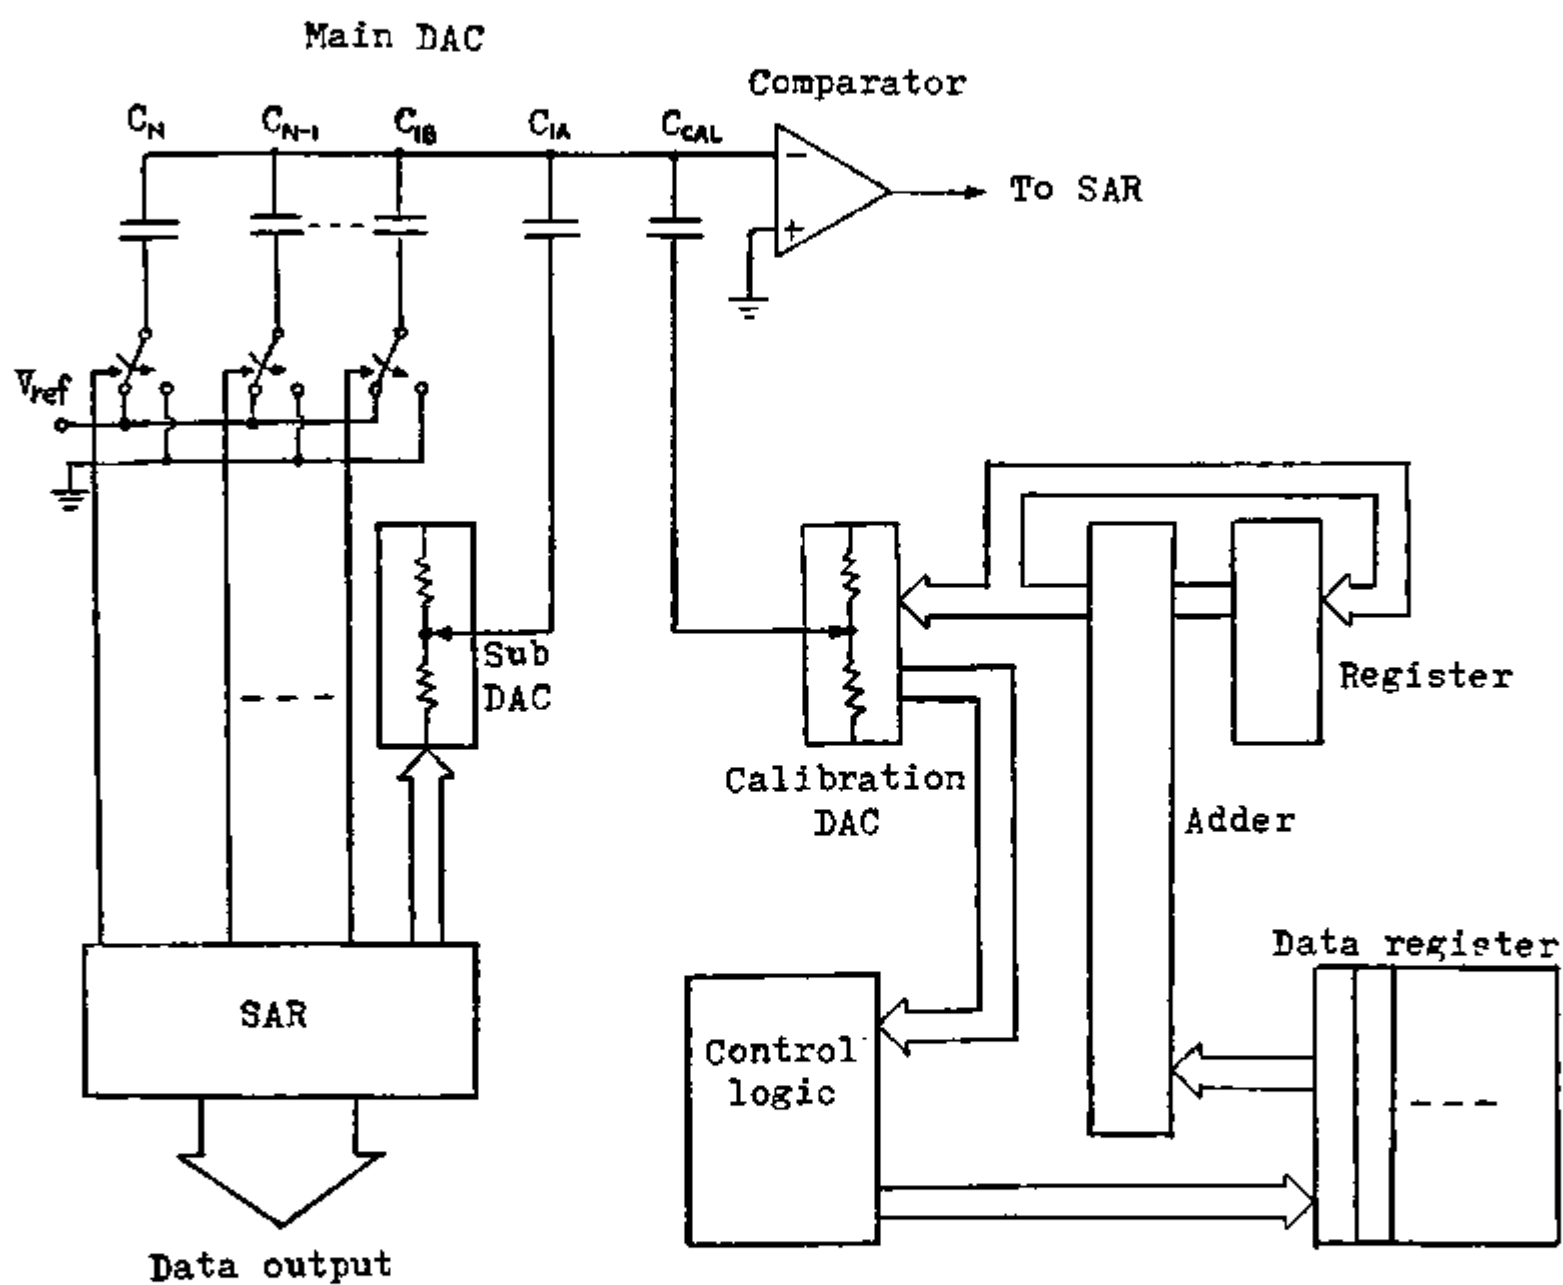 Main DAC
Comparator
C_N
C_N-1
C_1B
C_1A
C_CAL
−
+
To SAR
V_ref
Sub
DAC
Calibration
DAC
Register
Adder
Data register
SAR
Control
logic
Data output